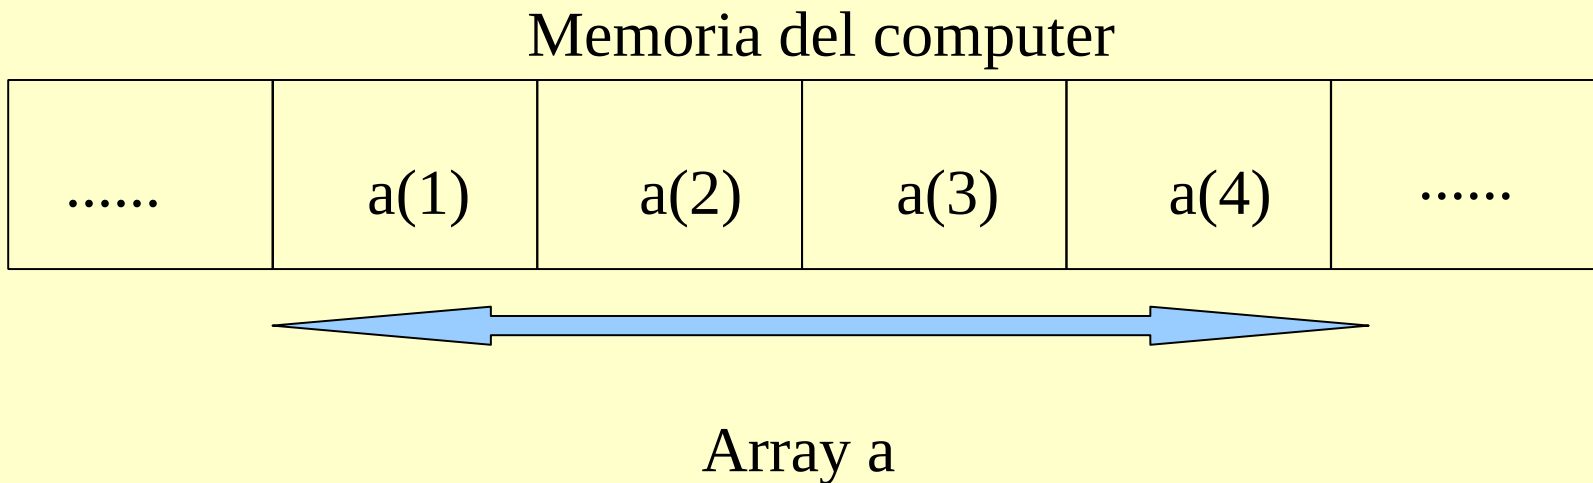 Memoria del computer
...... a(1) a(2) a(3) a(4) ......
Array a